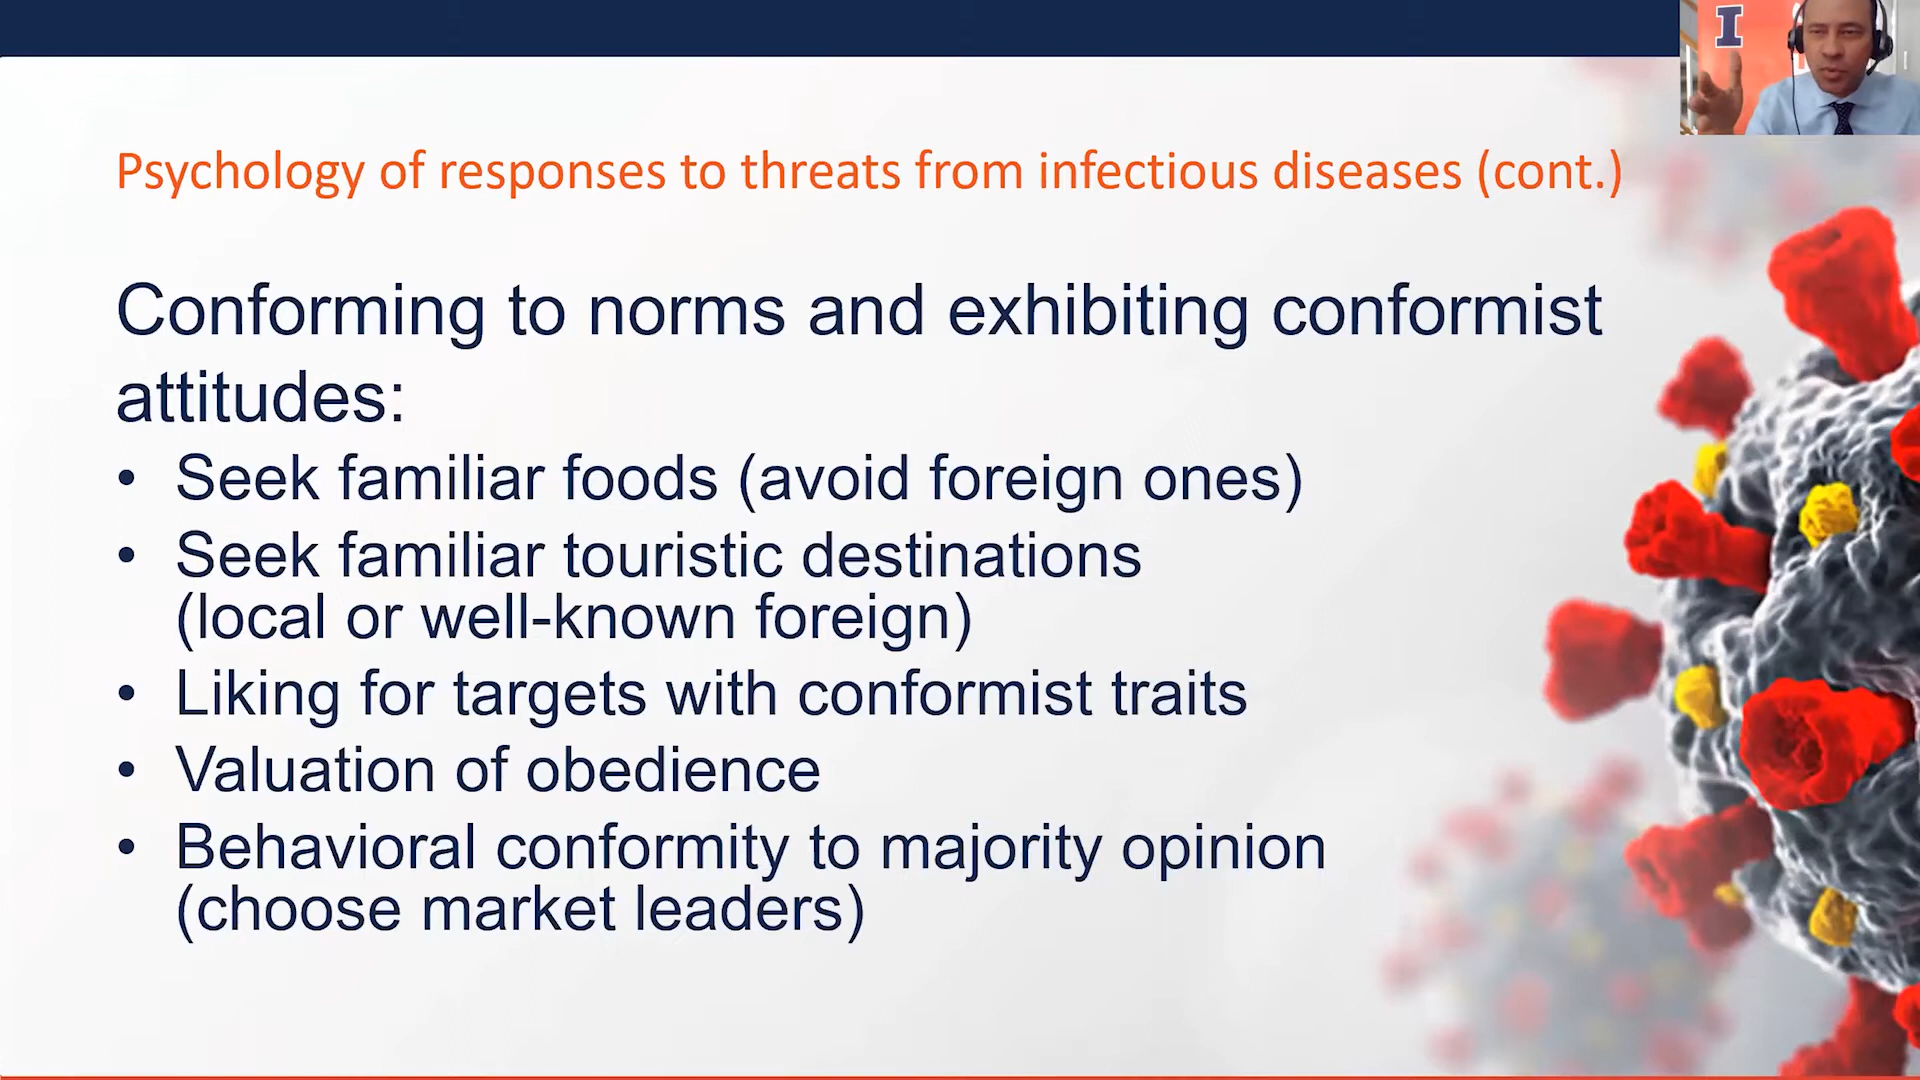 I
Psychology of responses to threats from infectious diseases (cont.)
Conforming to norms and exhibiting conformist
attitudes:
• Seek familiar foods (avoid foreign ones)
• Seek familiar touristic destinations
(local or well-known foreign)
• Liking for targets with conformist traits
• Valuation of obedience
• Behavioral conformity to majority opinion
(choose market leaders)